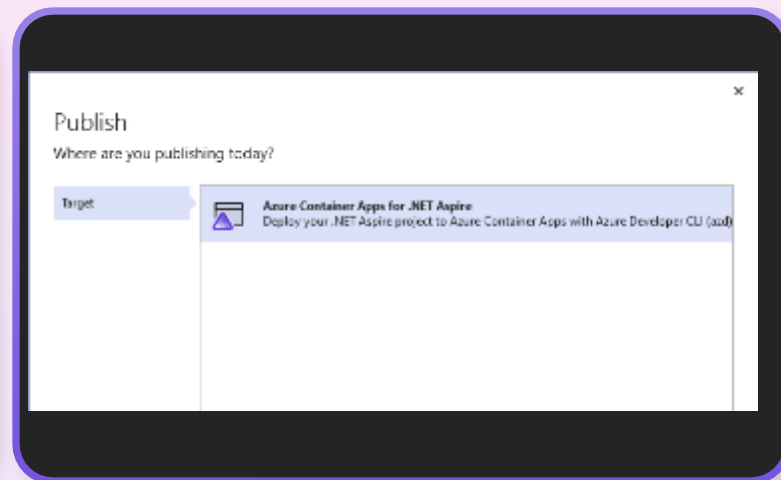 Publish
Where are you publishing today?
Target
Azure Container Apps for .NET Aspire
Deploy your .NET Aspire project to Azure Container Apps with Azure Developer CLI (azd)